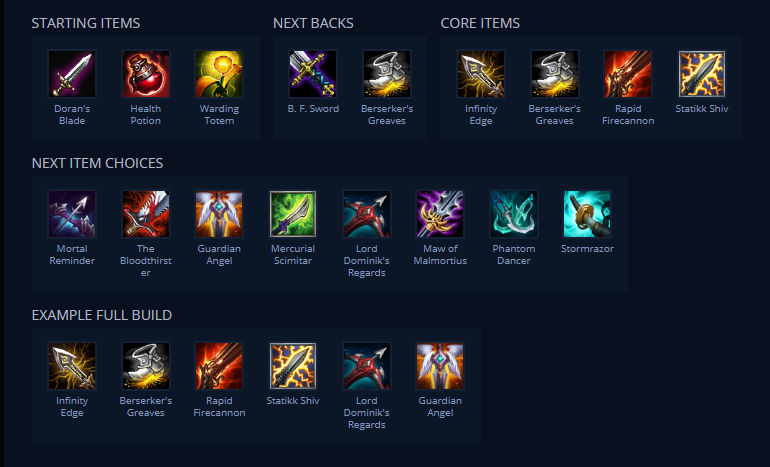 STARTING ITEMS
NEXT BACKS
CORE ITEMS
Doran's
Blade
Health
Potion
Warding
Totem
B. F. Sword
Berserker's
Greaves
Infinity
Edge
Berserker's
Greaves
Rapid
Firecannon
Statikk Shiv
NEXT ITEM CHOICES
Mortal
Reminder
The
Bloodthirst
er
Guardian
Angel
Mercurial
Scimitar
Lord
Dominik's
Regards
Maw of
Malmortius
Phantom
Dancer
Stormrazor
EXAMPLE FULL BUILD
Infinity
Edge
Berserker's
Greaves
Rapid
Firecannon
Statikk Shiv
Lord
Dominik's
Regards
Guardian
Angel